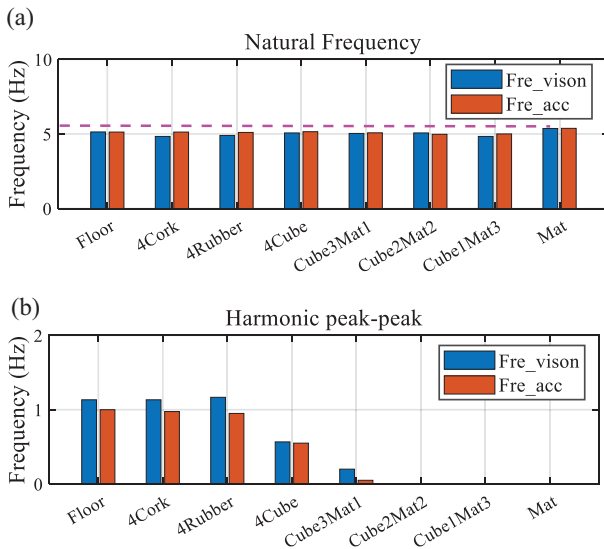 (a)
Natural Frequency
Frequency (Hz)
10
5
0
Fre_vison
Fre_acc
Floor
4Cork
4Rubber
4Cube
Cube3Mat1
Cube2Mat2
Cube1Mat3
Mat
(b)
Harmonic peak-peak
Frequency (Hz)
2
1
0
Fre_vison
Fre_acc
Floor
4Cork
4Rubber
4Cube
Cube3Mat1
Cube2Mat2
Cube1Mat3
Mat